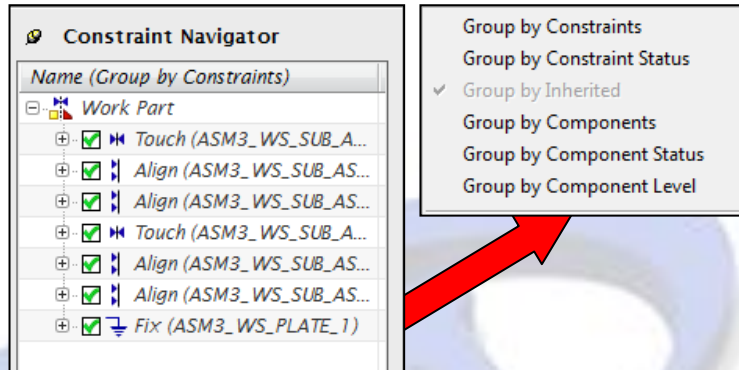 Constraint Navigator
Name (Group by Constraints)
Work Part
Touch (ASM3_WS_SUB_A...
Align (ASM3_WS_SUB_AS...
Align (ASM3_WS_SUB_AS...
Touch (ASM3_WS_SUB_A...
Align (ASM3_WS_SUB_AS...
Align (ASM3_WS_SUB_AS...
Fix (ASM3_WS_PLATE_1)
Group by Constraints
Group by Constraint Status
Group by Inherited
Group by Components
Group by Component Status
Group by Component Level